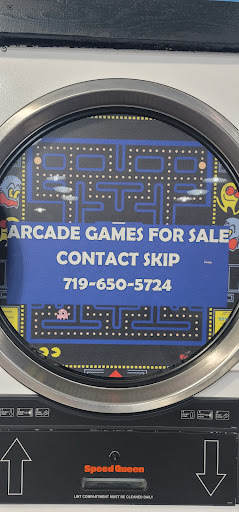 ARCADE GAMES FOR SALE
CONTACT SKIP
719-650-5724
Speed Queen
LINT COMPARTMENT MUST BE CLEANED DAILY